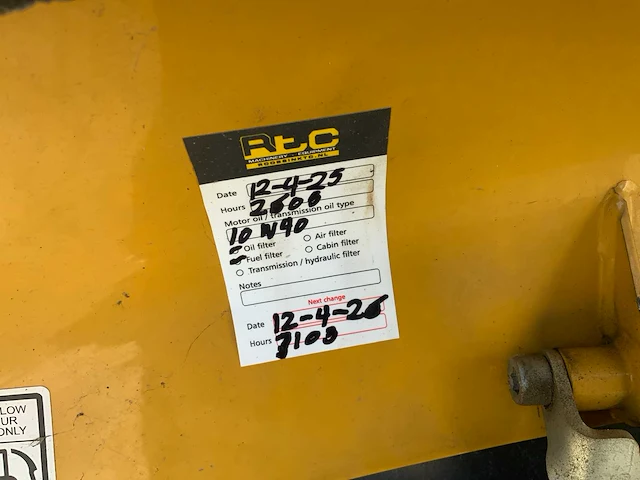 RTC
MACHINERY EQUIPMENT
Date 12-4-25
Hours 2606
Motor oil / transmission oil type
10 W40
Oil filter Air filter
Fuel filter Cabin filter
Transmission / hydraulic filter
Notes
Next change
Date 12-4-26
Hours 3100
LOW
UR
ONLY